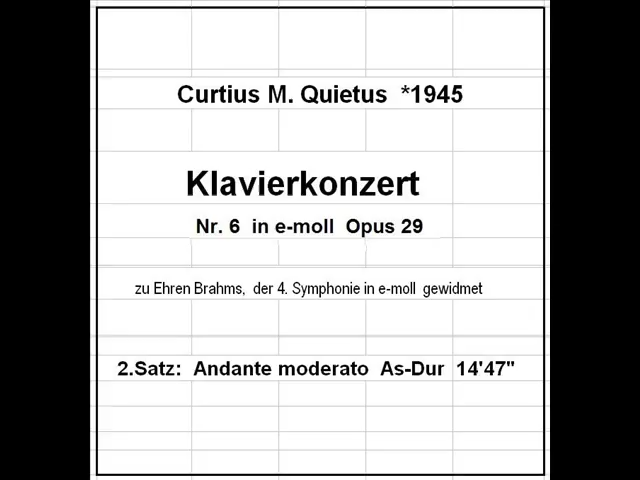 Curtius M. Quietus *1945
Klavierkonzert
Nr. 6 in e-moll Opus 29
zu Ehren Brahms, der 4. Symphonie in e-moll gewidmet
2.Satz: Andante moderato As-Dur 14'47"